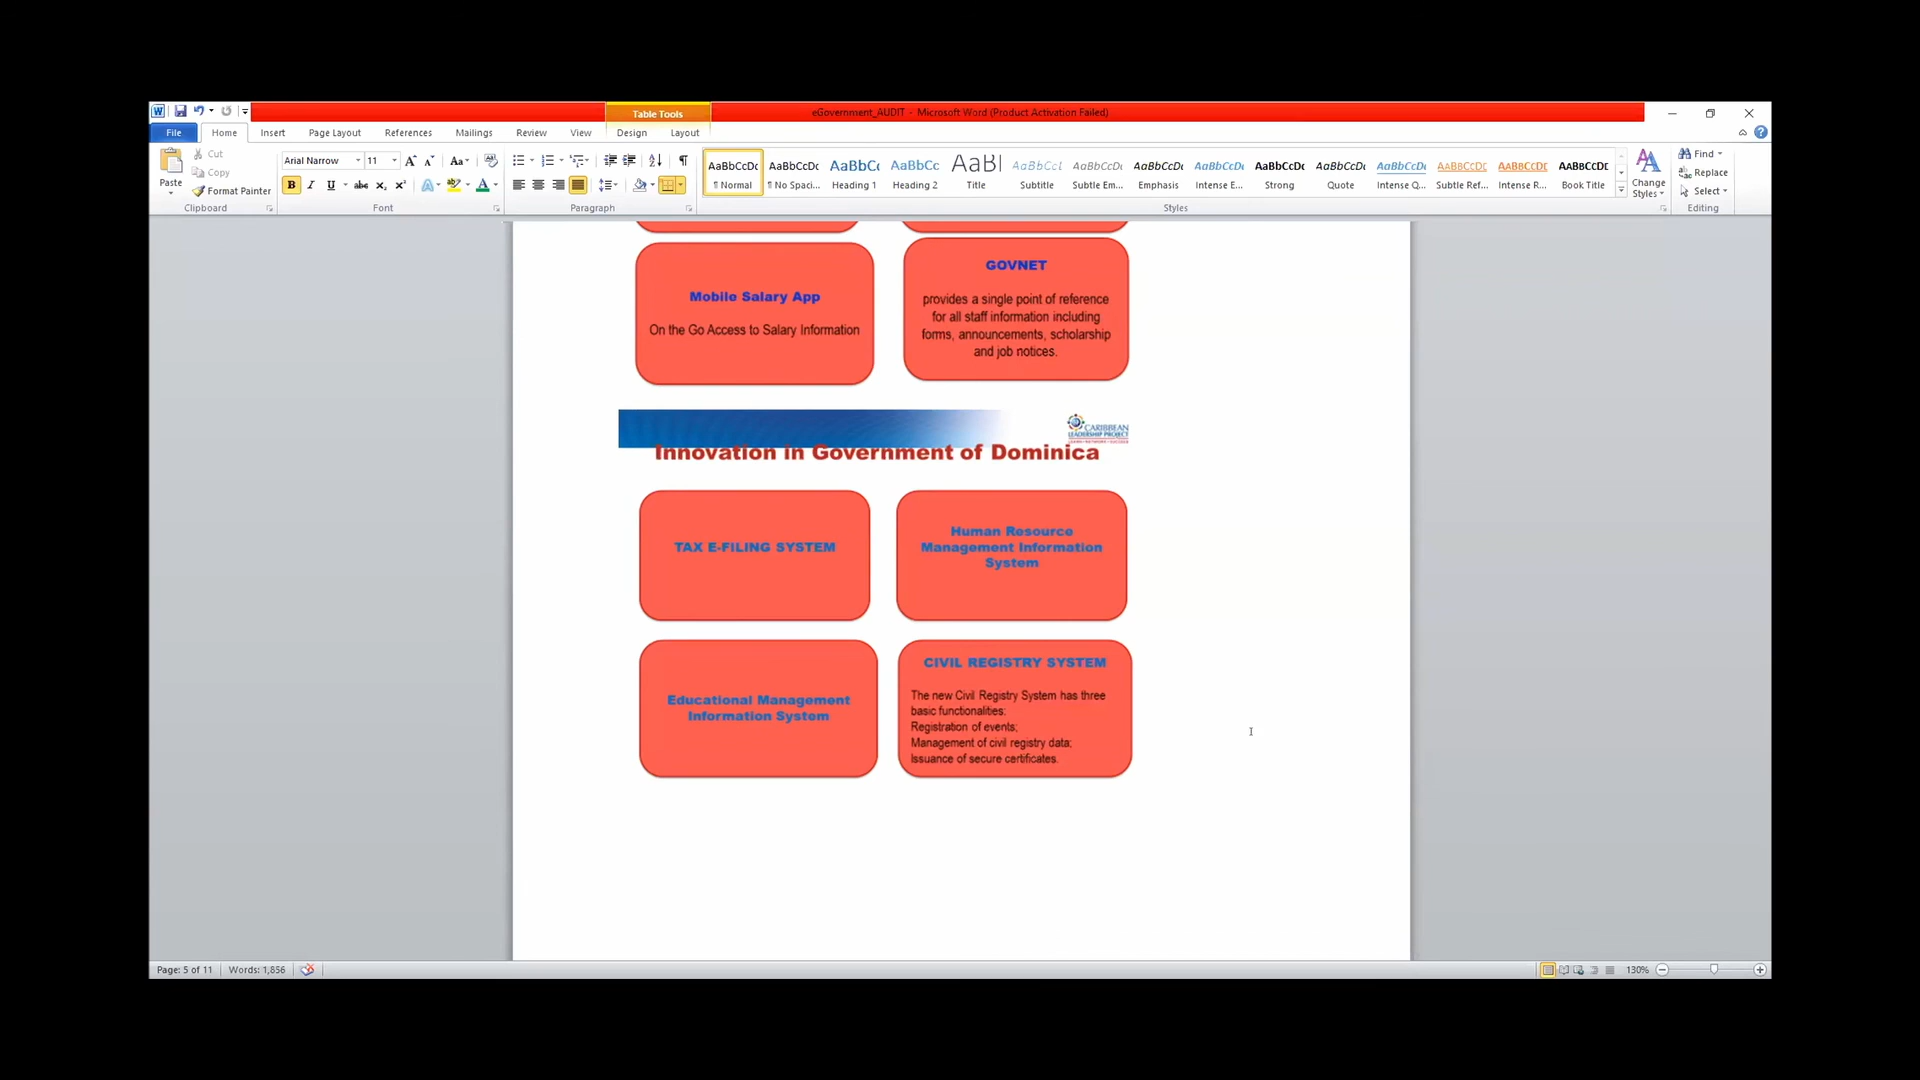 Table Tools
eGovernment_AUDIT - Microsoft Word (Product Activation Failed)
File Home Insert Page Layout References Mailings Review View Design Layout
Paste
Cut
Copy
Format Painter
Clipboard
Arial Narrow 11
Font
Paragraph
AaBbCcDc AaBbCcDc AaBbC( AaBbCc AaB AaBbCcL AaBbCcDc AaBbCcDc AaBbCcDc AaBbCcDc AaBbCcDc AaBbCcDc AaBbCcDc AaBbCcDc AaBbCcDc
¶ Normal ¶ No Spaci... Heading 1 Heading 2 Title Subtitle Subtle Em... Emphasis Intense E... Strong Quote Intense Q... Subtle Ref... Intense R... Book Title
Styles
Change
Styles
Find
Replace
Select
Editing
Mobile Salary App
On the Go Access to Salary Information
GOVNET
provides a single point of reference
for all staff information including
forms, announcements, scholarship
and job notices.
CARIBBEAN
LEADERSHIP PROJECT
Innovation in Government of Dominica
TAX E-FILING SYSTEM
Human Resource
Management Information
System
Educational Management
Information System
CIVIL REGISTRY SYSTEM
The new Civil Registry System has three
basic functionalities:
Registration of events;
Management of civil registry data;
Issuance of secure certificates.
Page: 5 of 11 Words: 1,856 130%